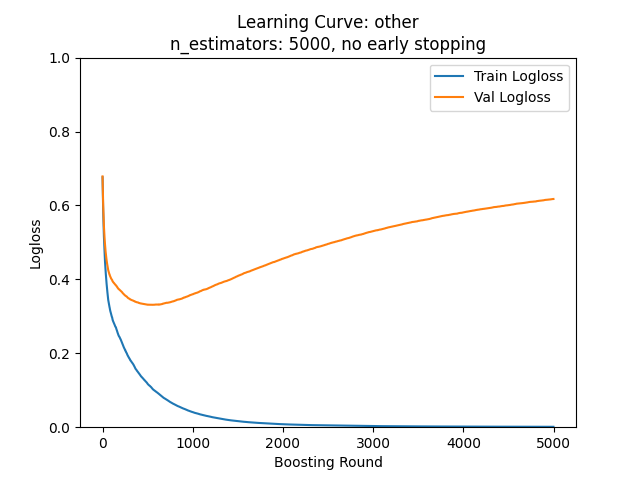 Learning Curve: other
n_estimators: 5000, no early stopping
Train Logloss
Val Logloss
1.0
0.8
0.6
0.4
0.2
0.0
Logloss
0 1000 2000 3000 4000 5000
Boosting Round